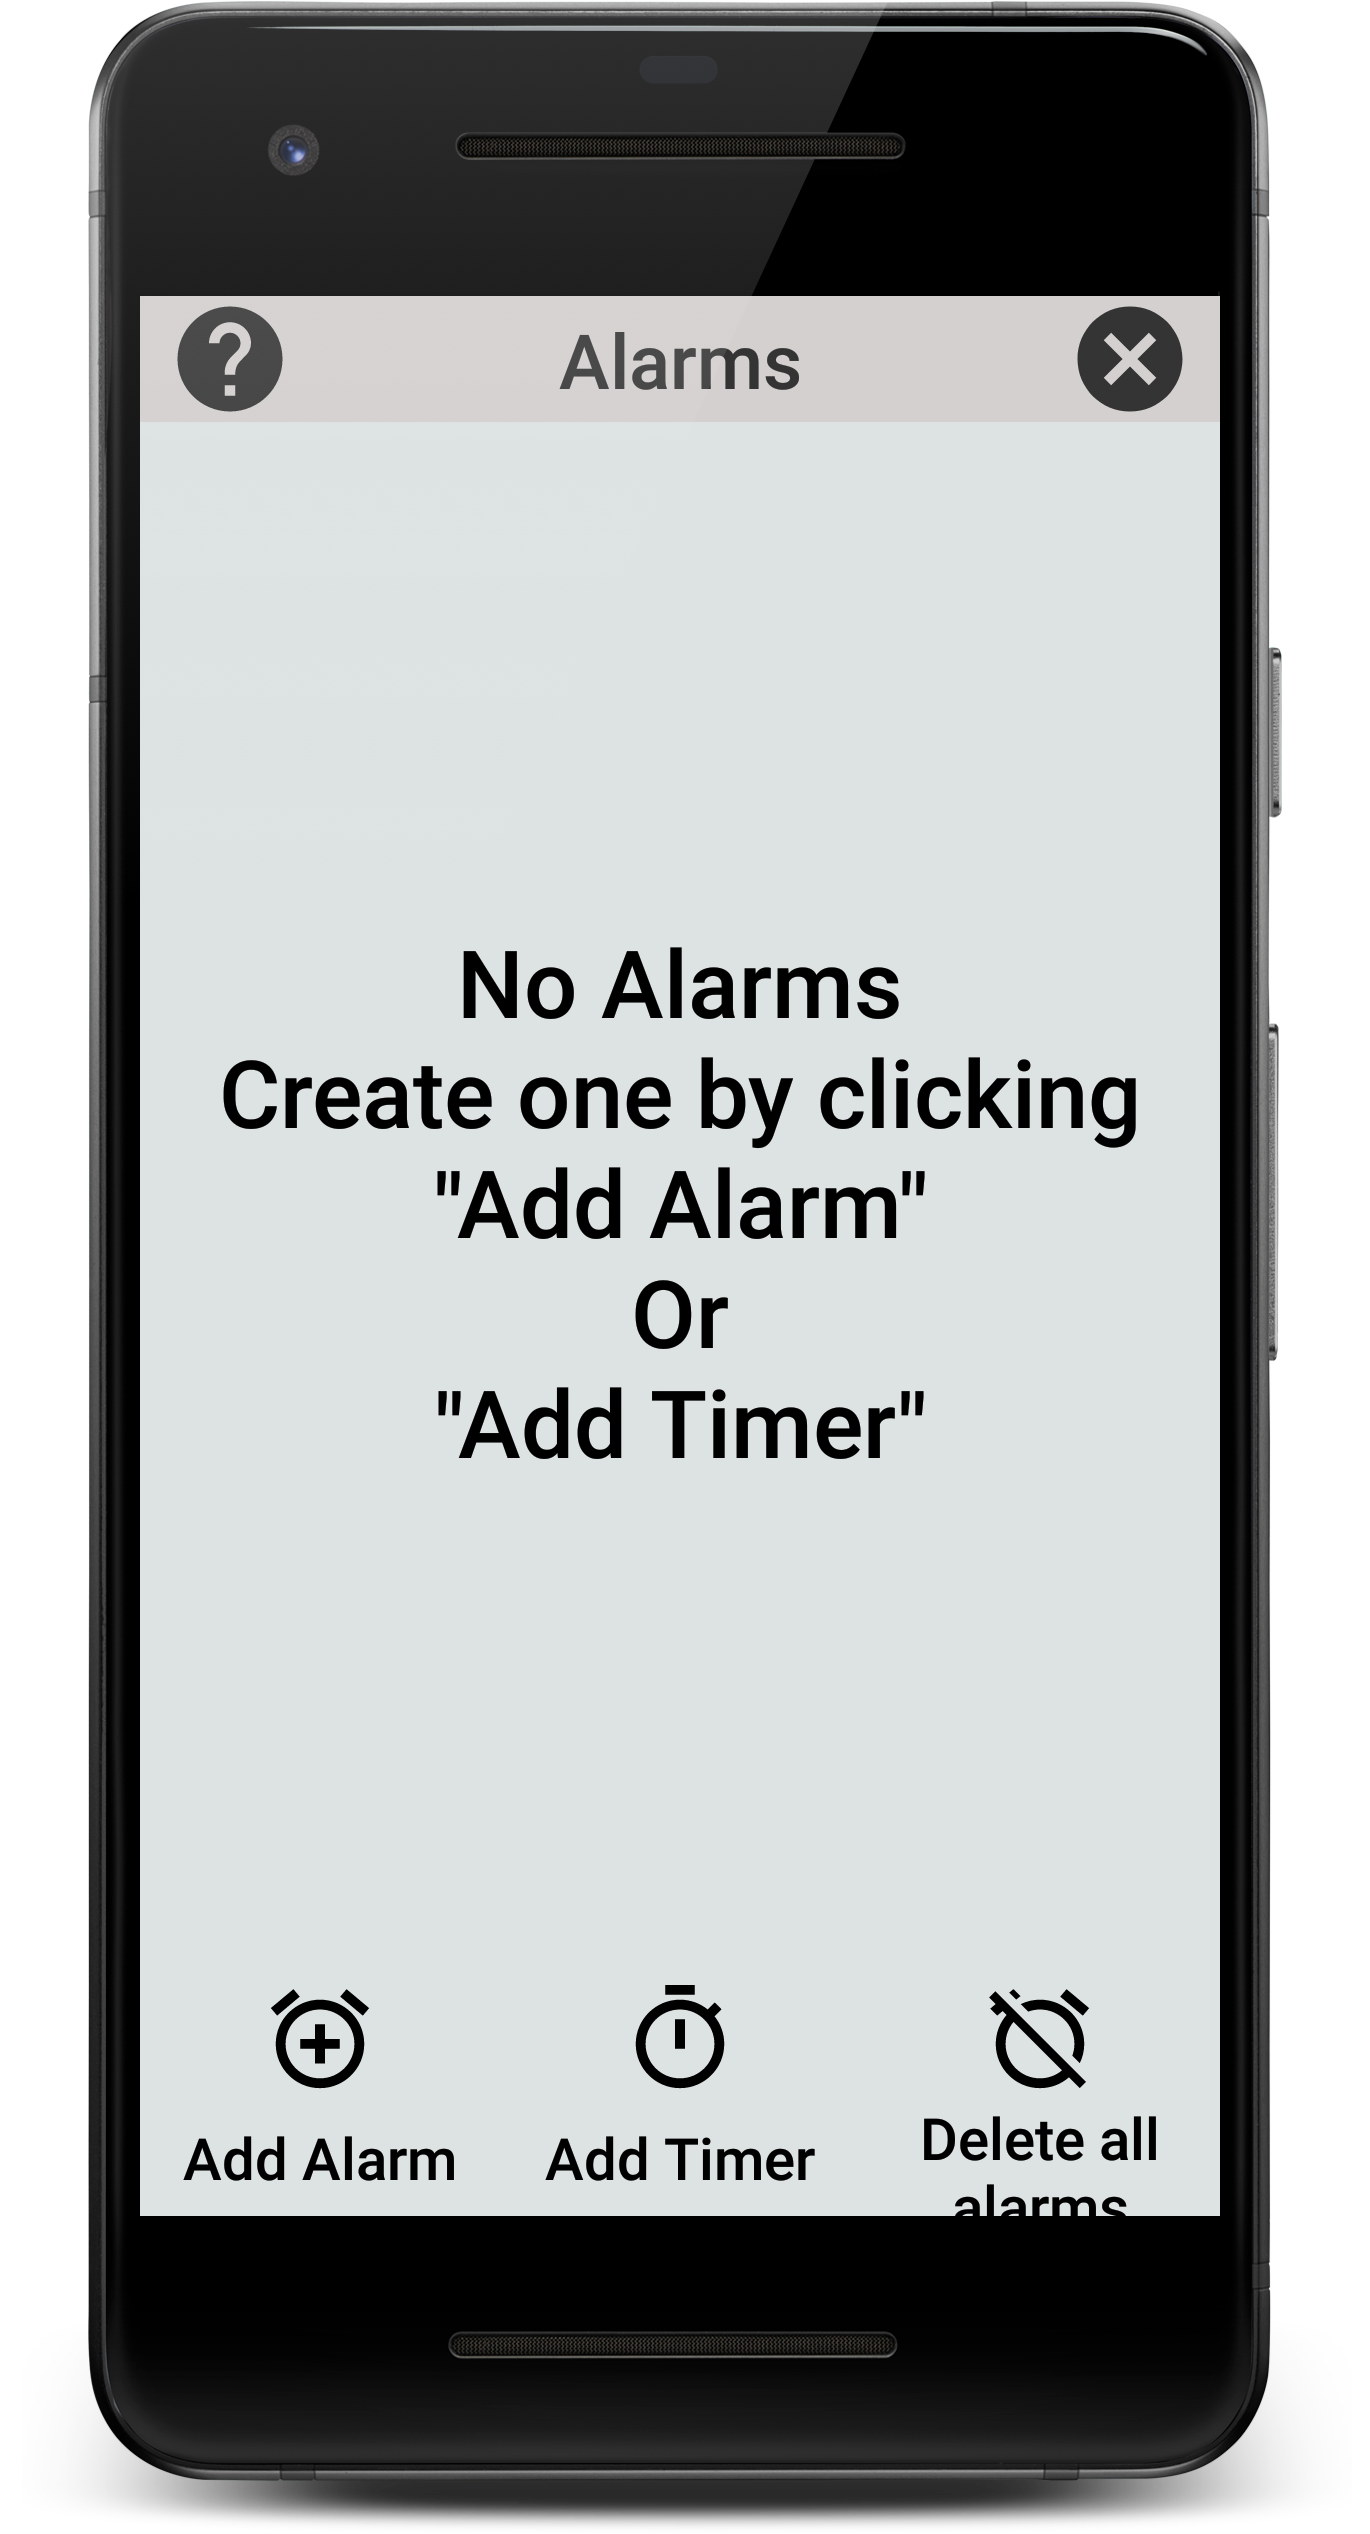 Alarms
No Alarms
Create one by clicking
"Add Alarm"
Or
"Add Timer"
Add Alarm
Add Timer
Delete all
alarms